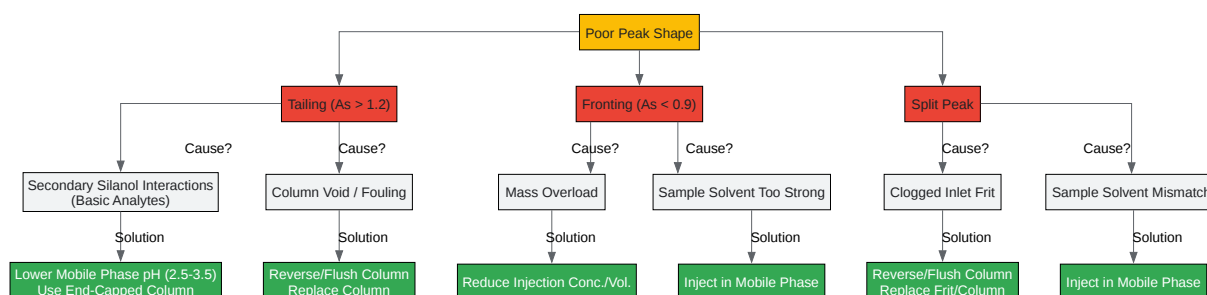 Poor Peak Shape
Tailing (As > 1.2)
Fronting (As < 0.9)
Split Peak
Cause?
Cause?
Cause?
Cause?
Cause?
Cause?
Secondary Silanol Interactions
(Basic Analytes)
Column Void / Fouling
Mass Overload
Sample Solvent Too Strong
Clogged Inlet Frit
Sample Solvent Mismatch
Solution
Solution
Solution
Solution
Solution
Solution
Lower Mobile Phase pH (2.5-3.5)
Use End-Capped Column
Reverse/Flush Column
Replace Column
Reduce Injection Conc./Vol.
Inject in Mobile Phase
Reverse/Flush Column
Replace Frit/Column
Inject in Mobile Phase